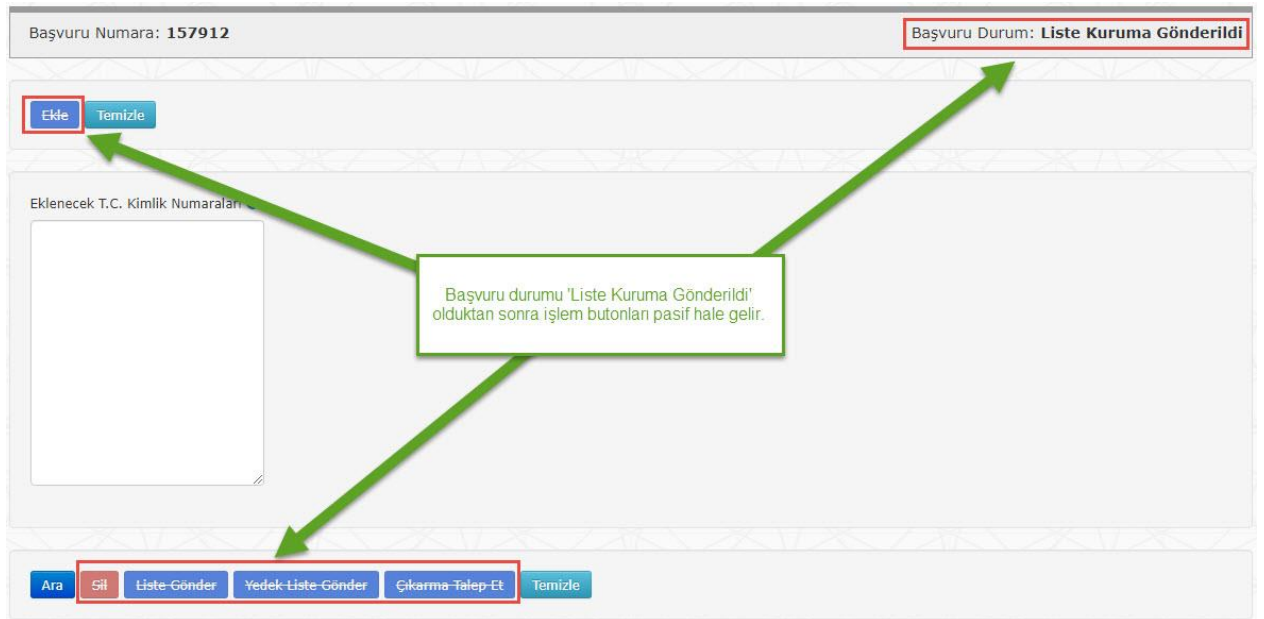 Başvuru Numara: 157912
Başvuru Durum: Liste Kuruma Gönderildi
Ekle
Temizle
Eklenecek T.C. Kimlik Numaraları
Başvuru durumu 'Liste Kuruma Gönderildi'
olduktan sonra işlem butonları pasif hale gelir.
Ara
Sil
Liste Gönder
Yedek Liste Gönder
Çıkarma Talep Et
Temizle